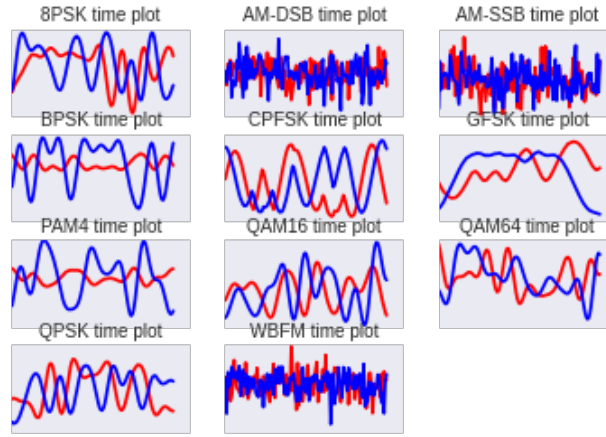 8PSK time plot
AM-DSB time plot
AM-SSB time plot
BPSK time plot
CPFSK time plot
GFSK time plot
PAM4 time plot
QAM16 time plot
QAM64 time plot
QPSK time plot
WBFM time plot